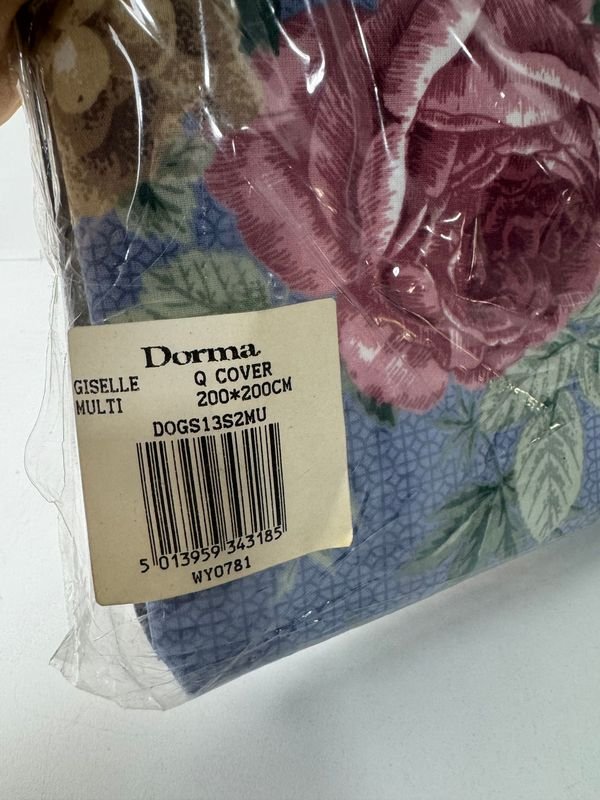 Dorma
GISELLE Q COVER
MULTI 200*200CM
DOGS13S2MU
5 013959 343185
WY0781